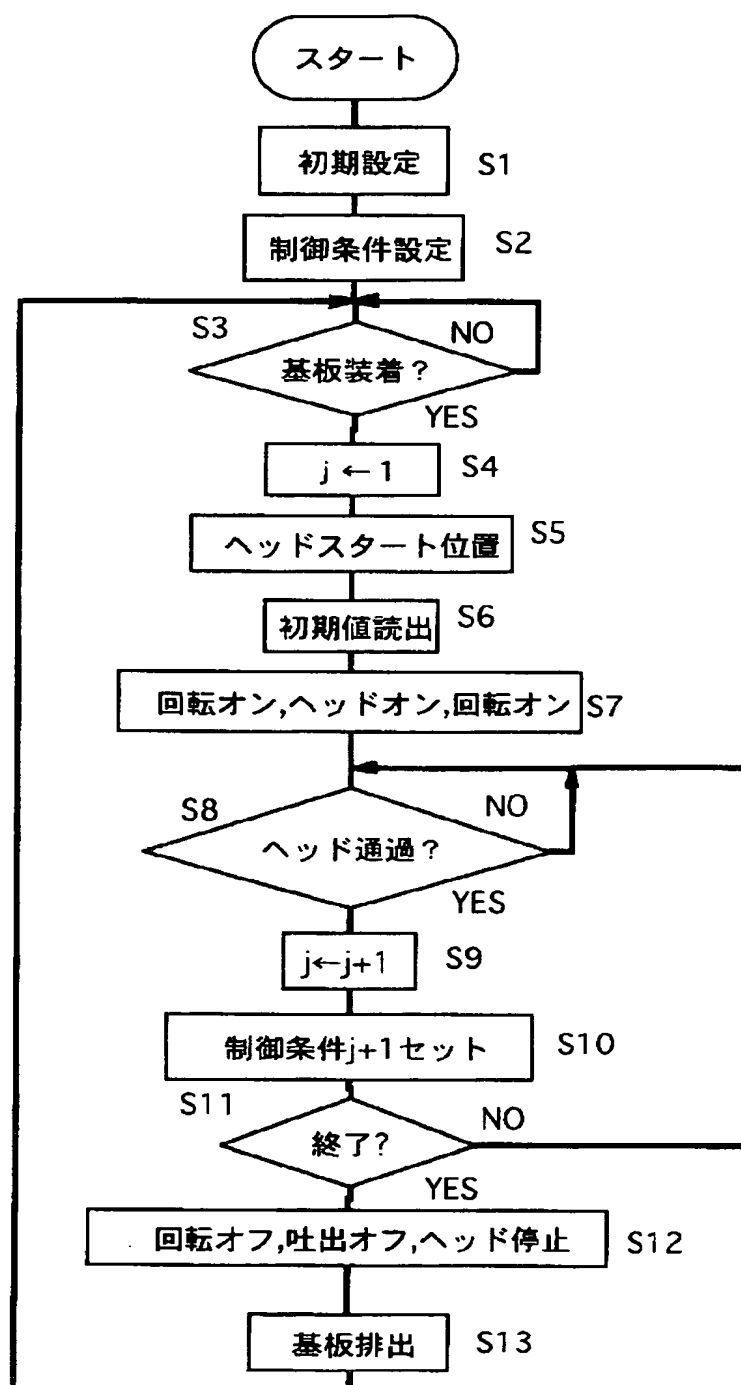 スタート
初期設定 S1
制御条件設定 S2
S3 NO
基板装着？
YES
j ← 1 S4
ヘッドスタート位置 S5
初期値読出 S6
回転オン,ヘッドオン,回転オン S7
S8 NO
ヘッド通過？
YES
j←j+1 S9
制御条件j+1セット S10
S11 NO
終了?
YES
回転オフ,吐出オフ,ヘッド停止 S12
基板排出 S13